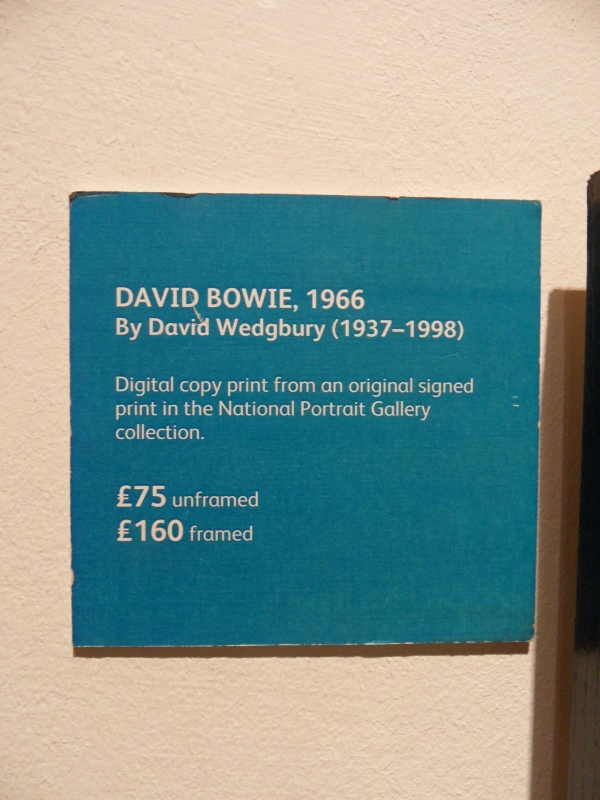 DAVID BOWIE, 1966
By David Wedgbury (1937–1998)
Digital copy print from an original signed
print in the National Portrait Gallery
collection.
£75 unframed
£160 framed